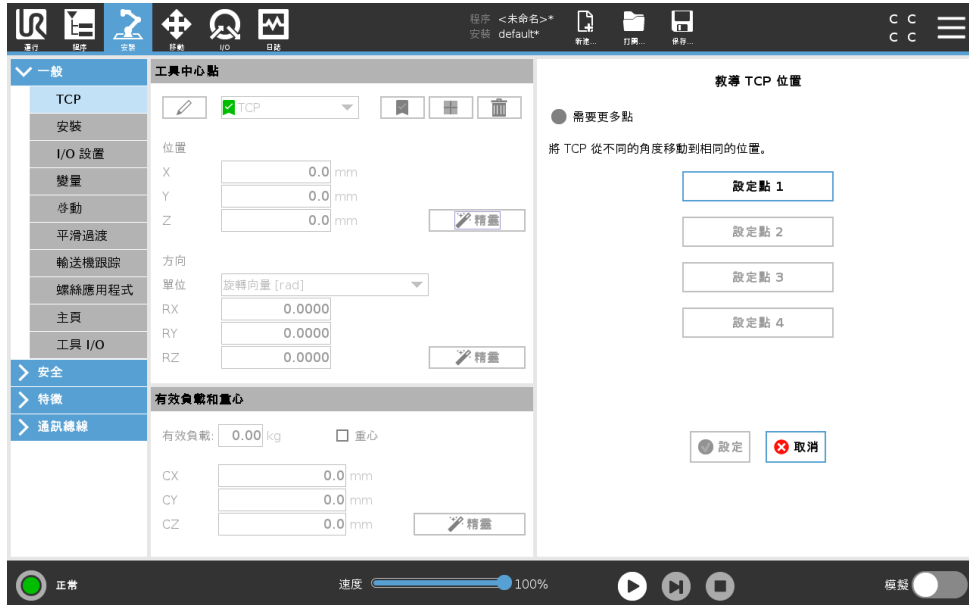 UR
運行
程序
安裝
移動
I/O
日誌
程序 <未命名>*
安裝 default*
新建...
打開...
保存...
C C
C C
一般
TCP
安裝
I/O 設置
變量
啓動
平滑過渡
輸送機跟踪
螺絲應用程式
主頁
工具 I/O
安全
特徵
通訊總線
工具中心點
TCP
位置
X 0.0 mm
Y 0.0 mm
Z 0.0 mm
精靈
方向
單位 旋轉向量 [rad]
RX 0.0000
RY 0.0000
RZ 0.0000
精靈
有效負載和重心
有效負載: 0.00 kg
重心
CX 0.0 mm
CY 0.0 mm
CZ 0.0 mm
精靈
教導 TCP 位置
需要更多點
將 TCP 從不同的角度移動到相同的位置。
設定點 1
設定點 2
設定點 3
設定點 4
設定
取消
正常
速度
100%
模擬